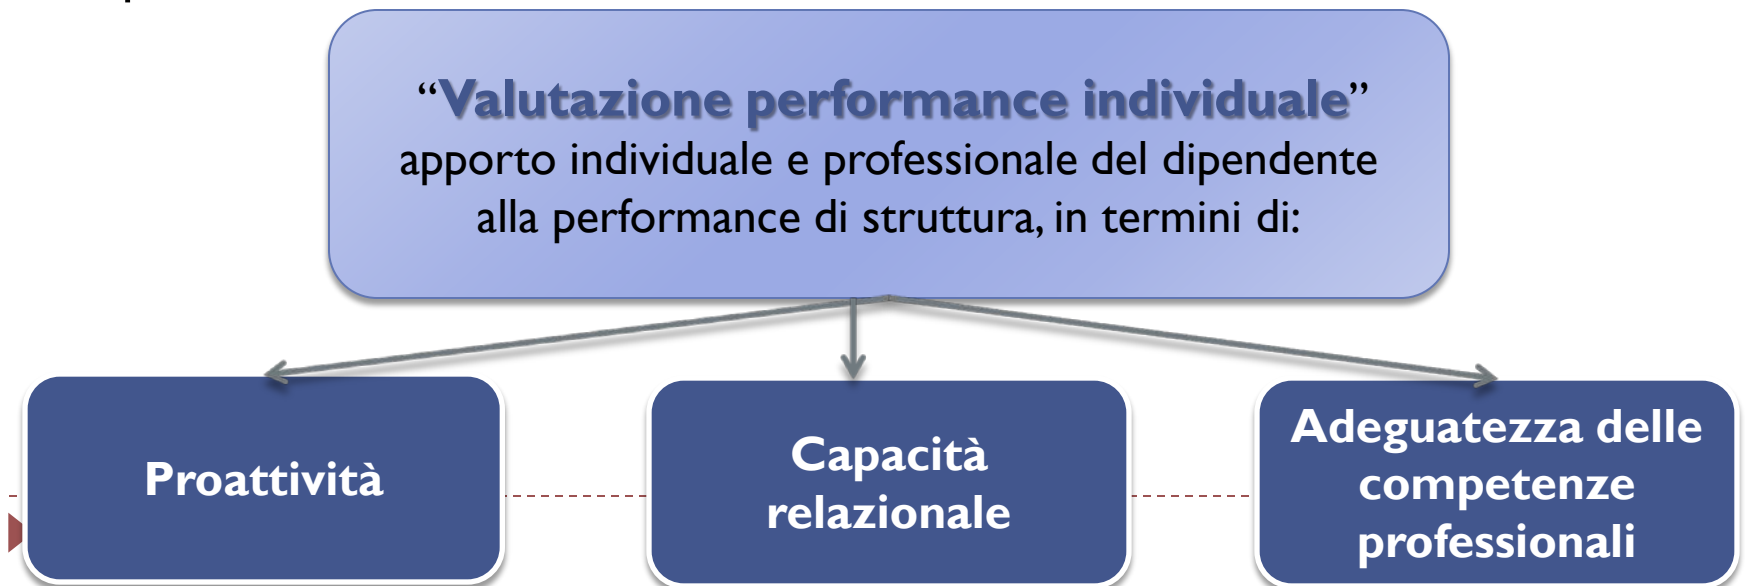 “Valutazione performance individuale”
apporto individuale e professionale del dipendente
alla performance di struttura, in termini di:
Proattività
Capacità
relazionale
Adeguatezza delle
competenze
professionali